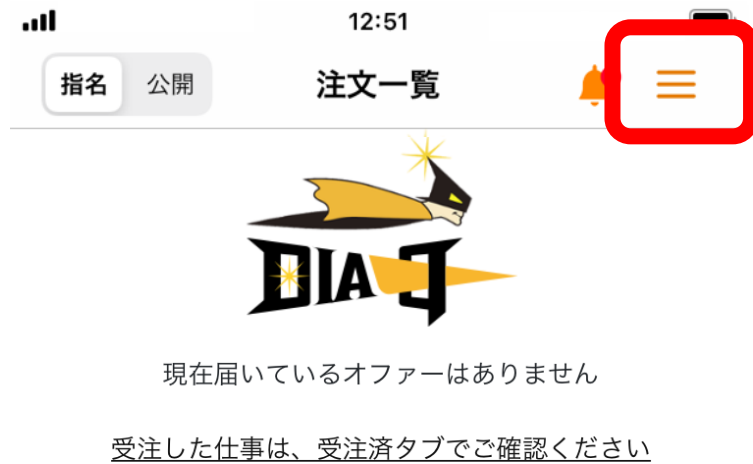 12:51
指名 公開 注文一覧
DIAQ
現在届いているオファーはありません
受注した仕事は、受注済タブでご確認ください